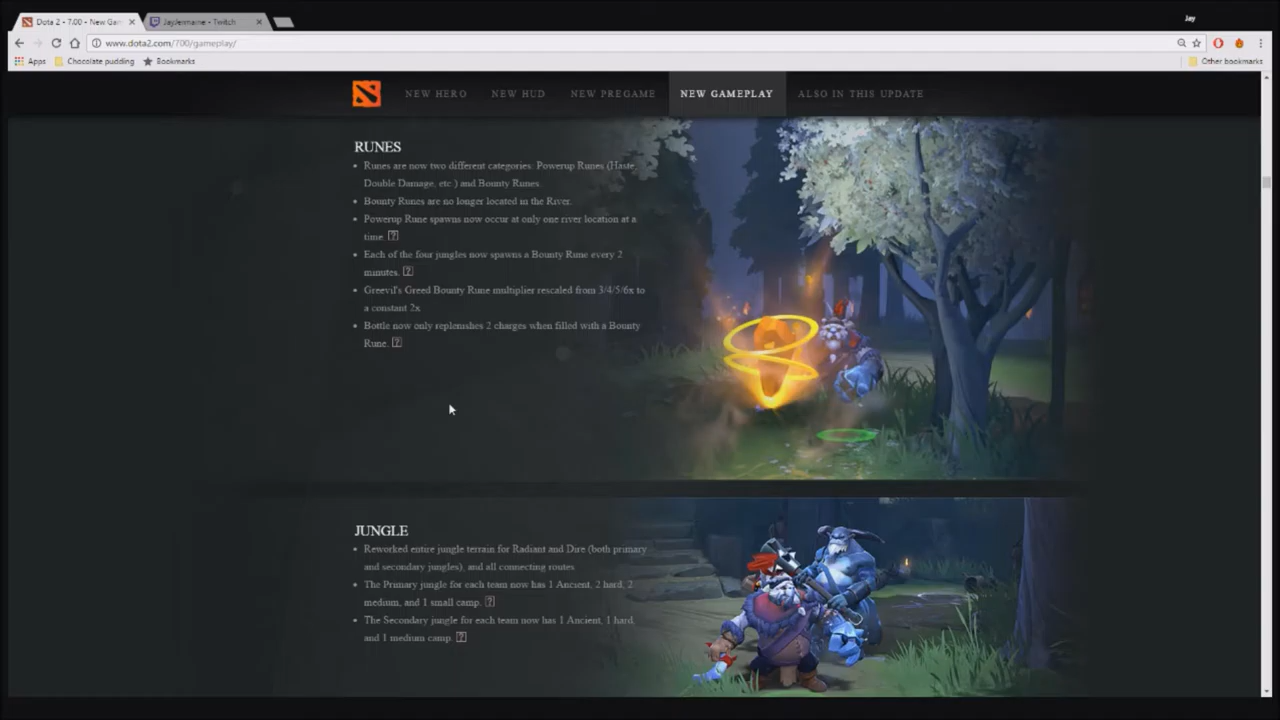 Dota 2 - 7.00 - New Gam
JayJermaine - Twitch
Jay
www.dota2.com/700/gameplay/
Apps
Chocolate pudding
Bookmarks
Other bookmarks
NEW HERO
NEW HUD
NEW PREGAME
NEW GAMEPLAY
ALSO IN THIS UPDATE
RUNES
• Runes are now two different categories: Powerup Runes (Haste,
Double Damage, etc.) and Bounty Runes.
• Bounty Runes are no longer located in the River.
• Powerup Rune spawns now occur at only one river location at a
time. ?
• Each of the four jungles now spawns a Bounty Rune every 2
minutes. ?
• Greevil's Greed Bounty Rune multiplier rescaled from 3/4/5/6x to
a constant 2x.
• Bottle now only replenishes 2 charges when filled with a Bounty
Rune. ?
JUNGLE
• Reworked entire jungle terrain for Radiant and Dire (both primary
and secondary jungles), and all connecting routes
• The Primary jungle for each team now has 1 Ancient, 2 hard, 2
medium, and 1 small camp. ?
• The Secondary jungle for each team now has 1 Ancient, 1 hard
and 1 medium camp. ?